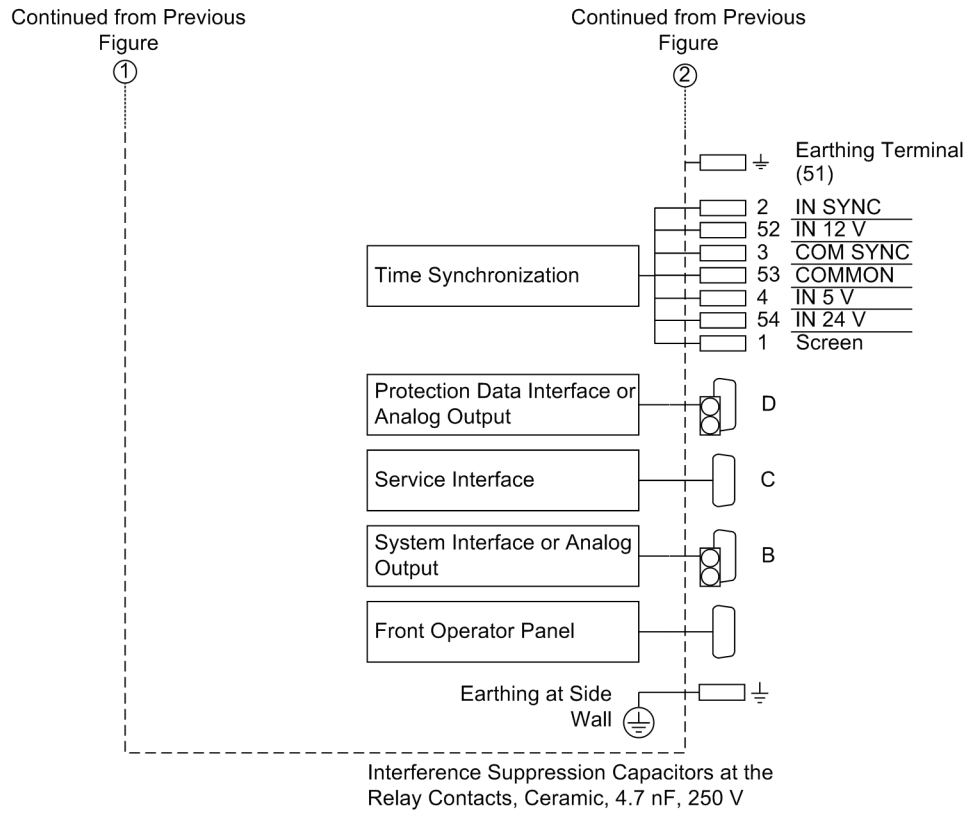 Continued from Previous
Figure
1
Continued from Previous
Figure
2
Earthing Terminal
(51)
2 IN SYNC
52 IN 12 V
3 COM SYNC
53 COMMON
4 IN 5 V
54 IN 24 V
1 Screen
Time Synchronization
Protection Data Interface or
Analog Output
D
Service Interface
C
System Interface or Analog
Output
B
Front Operator Panel
Earthing at Side
Wall
Interference Suppression Capacitors at the
Relay Contacts, Ceramic, 4.7 nF, 250 V